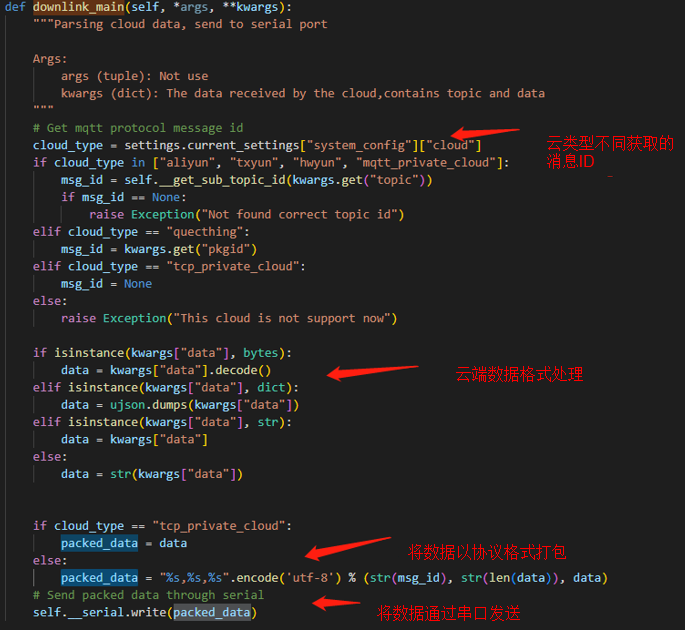 def downlink_main(self, *args, **kwargs):
    """Parsing cloud data, send to serial port

    Args:
        args (tuple): Not use
        kwargs (dict): The data received by the cloud,contains topic and data
    """
    # Get mqtt protocol message id
    cloud_type = settings.current_settings["system_config"]["cloud"]
    if cloud_type in ["aliyun", "txyun", "hwyun", "mqtt_private_cloud"]:
        msg_id = self.__get_sub_topic_id(kwargs.get("topic"))
        if msg_id == None:
            raise Exception("Not found correct topic id")
    elif cloud_type == "quecthing":
        msg_id = kwargs.get("pkgid")
    elif cloud_type == "tcp_private_cloud":
        msg_id = None
    else:
        raise Exception("This cloud is not support now")

    if isinstance(kwargs["data"], bytes):
        data = kwargs["data"].decode()
    elif isinstance(kwargs["data"], dict):
        data = ujson.dumps(kwargs["data"])
    elif isinstance(kwargs["data"], str):
        data = kwargs["data"]
    else:
        data = str(kwargs["data"])


    if cloud_type == "tcp_private_cloud":
        packed_data = data
    else:
        packed_data = "%s,%s,%s".encode('utf-8') % (str(msg_id), str(len(data)), data)
    # Send packed data through serial
    self.__serial.write(packed_data)
云类型不同获取的
消息ID
云端数据格式处理
将数据以协议格式打包
将数据通过串口发送